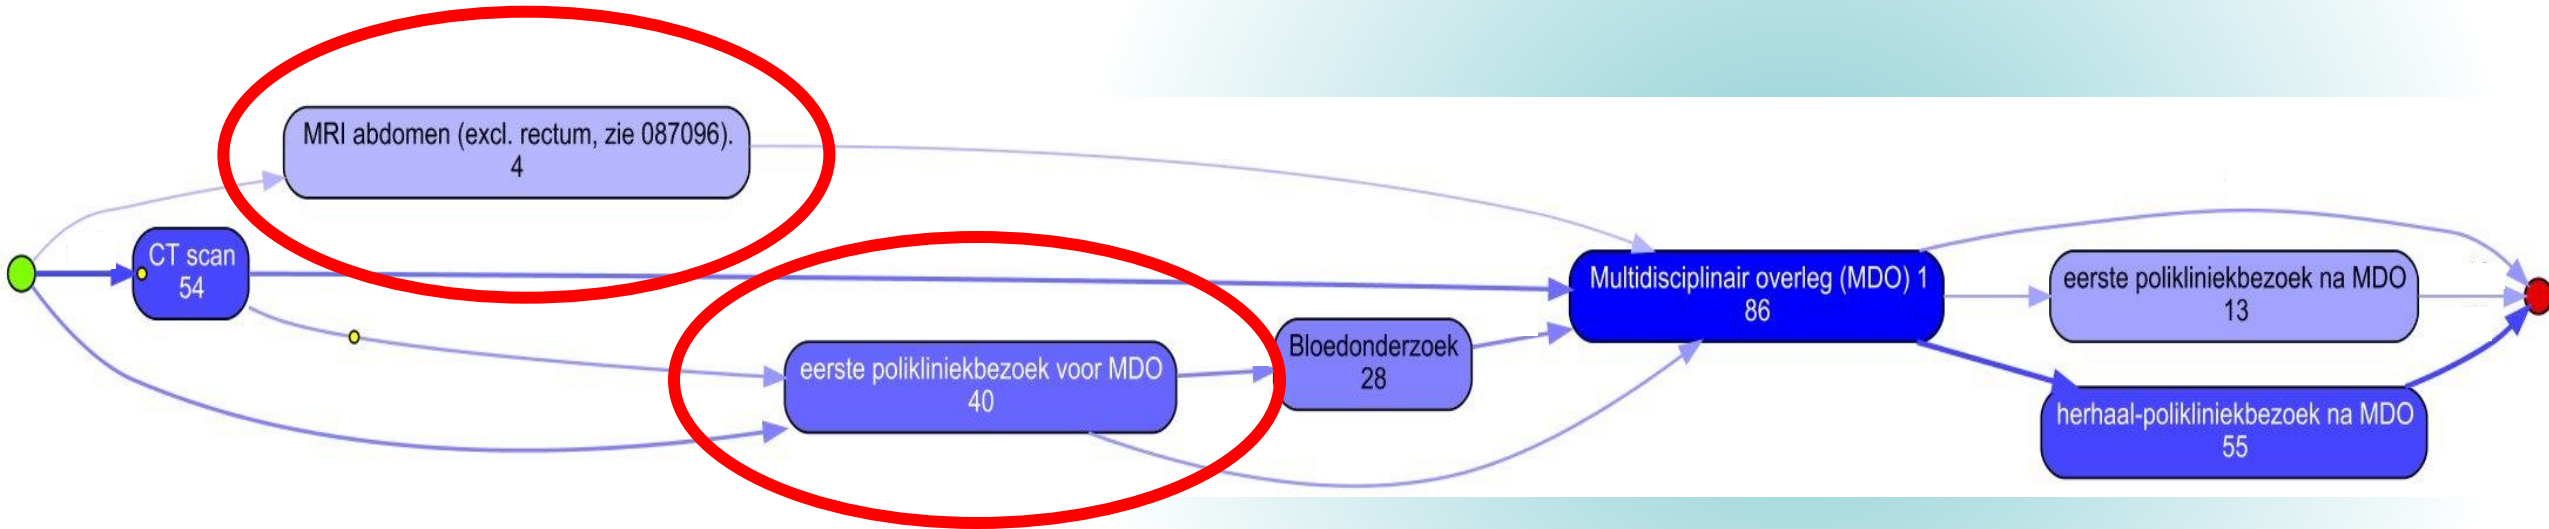 MRI abdomen (excl. rectum, zie 087096).
4
CT scan
54
eerste polikliniekbezoek voor MDO
40
Bloedonderzoek
28
Multidisciplinair overleg (MDO) 1
86
eerste polikliniekbezoek na MDO
13
herhaal-polikliniekbezoek na MDO
55